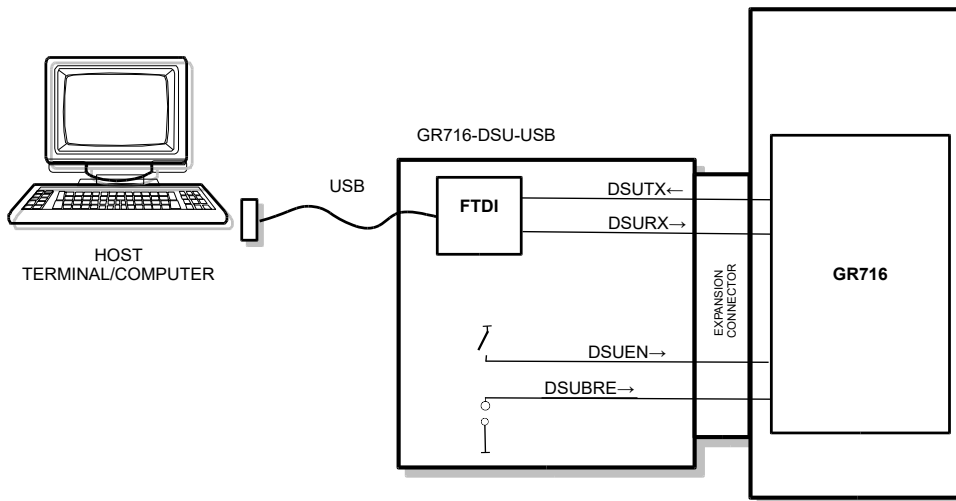 GR716-DSU-USB
USB
FTDI
DSUTX←
DSURX→
HOST
TERMINAL/COMPUTER
EXPANSION
CONNECTOR
GR716
DSUEN→
DSUBRE→